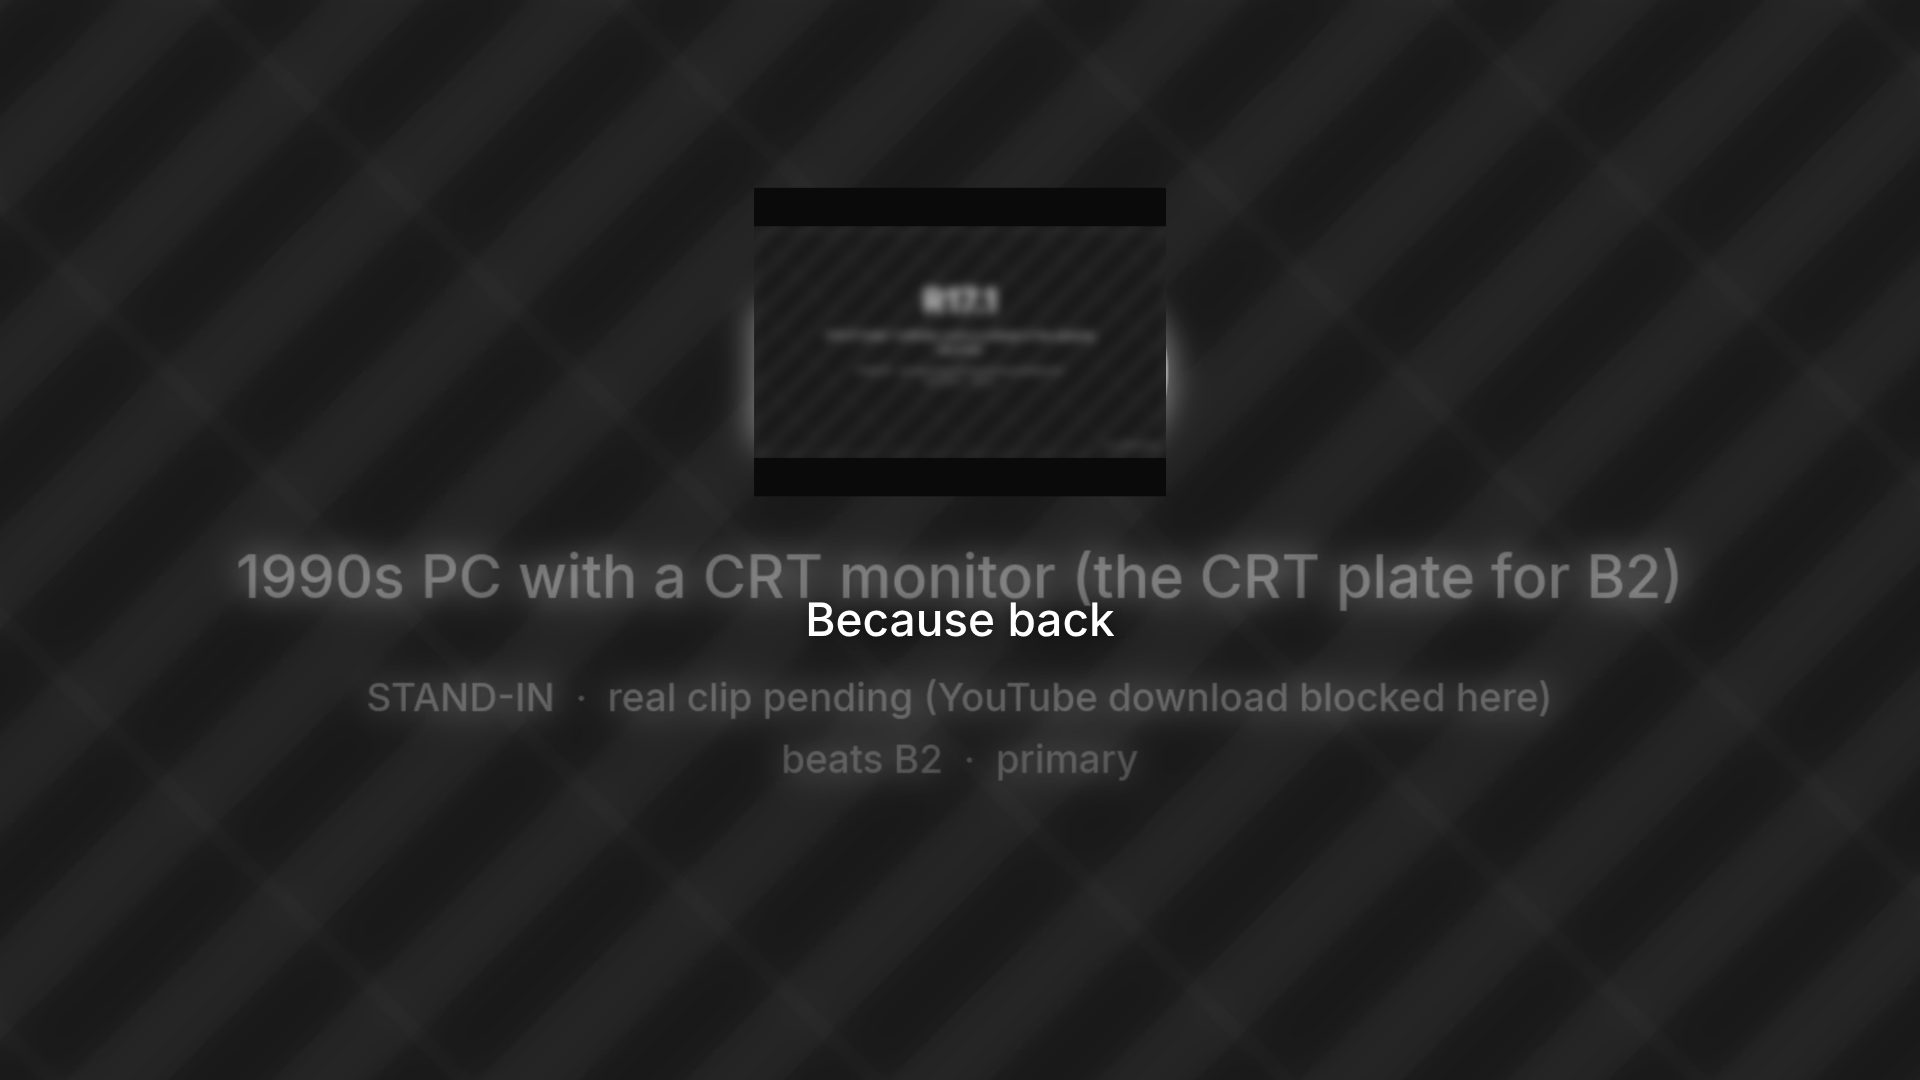 1990s PC with a CRT monitor (the CRT plate for B2)
Because back
STAND-IN · real clip pending (YouTube download blocked here)
beats B2 · primary